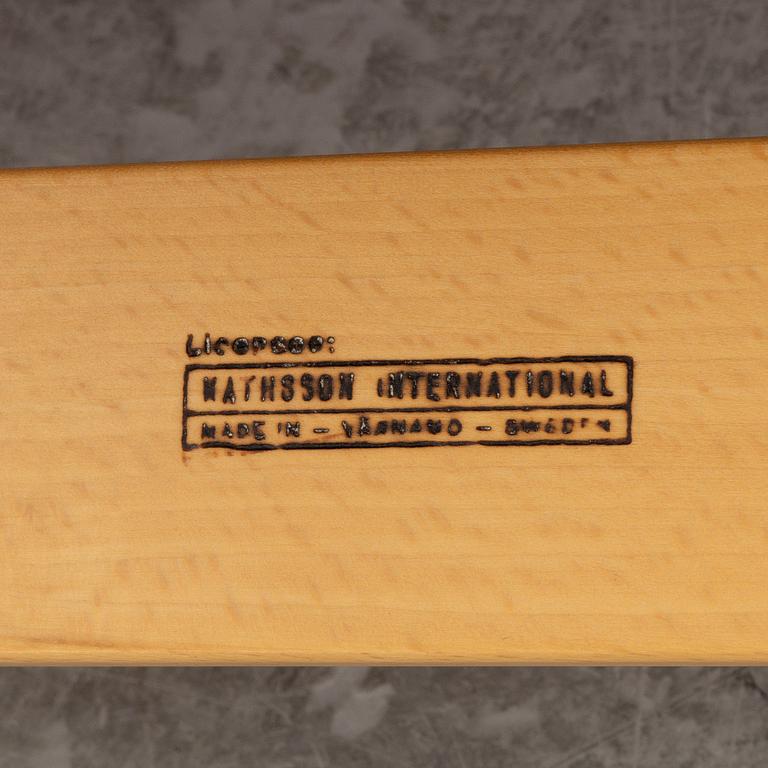 Licensee:
MATHSSON INTERNATIONAL
MADE IN - VÄRNAMO - SWEDEN